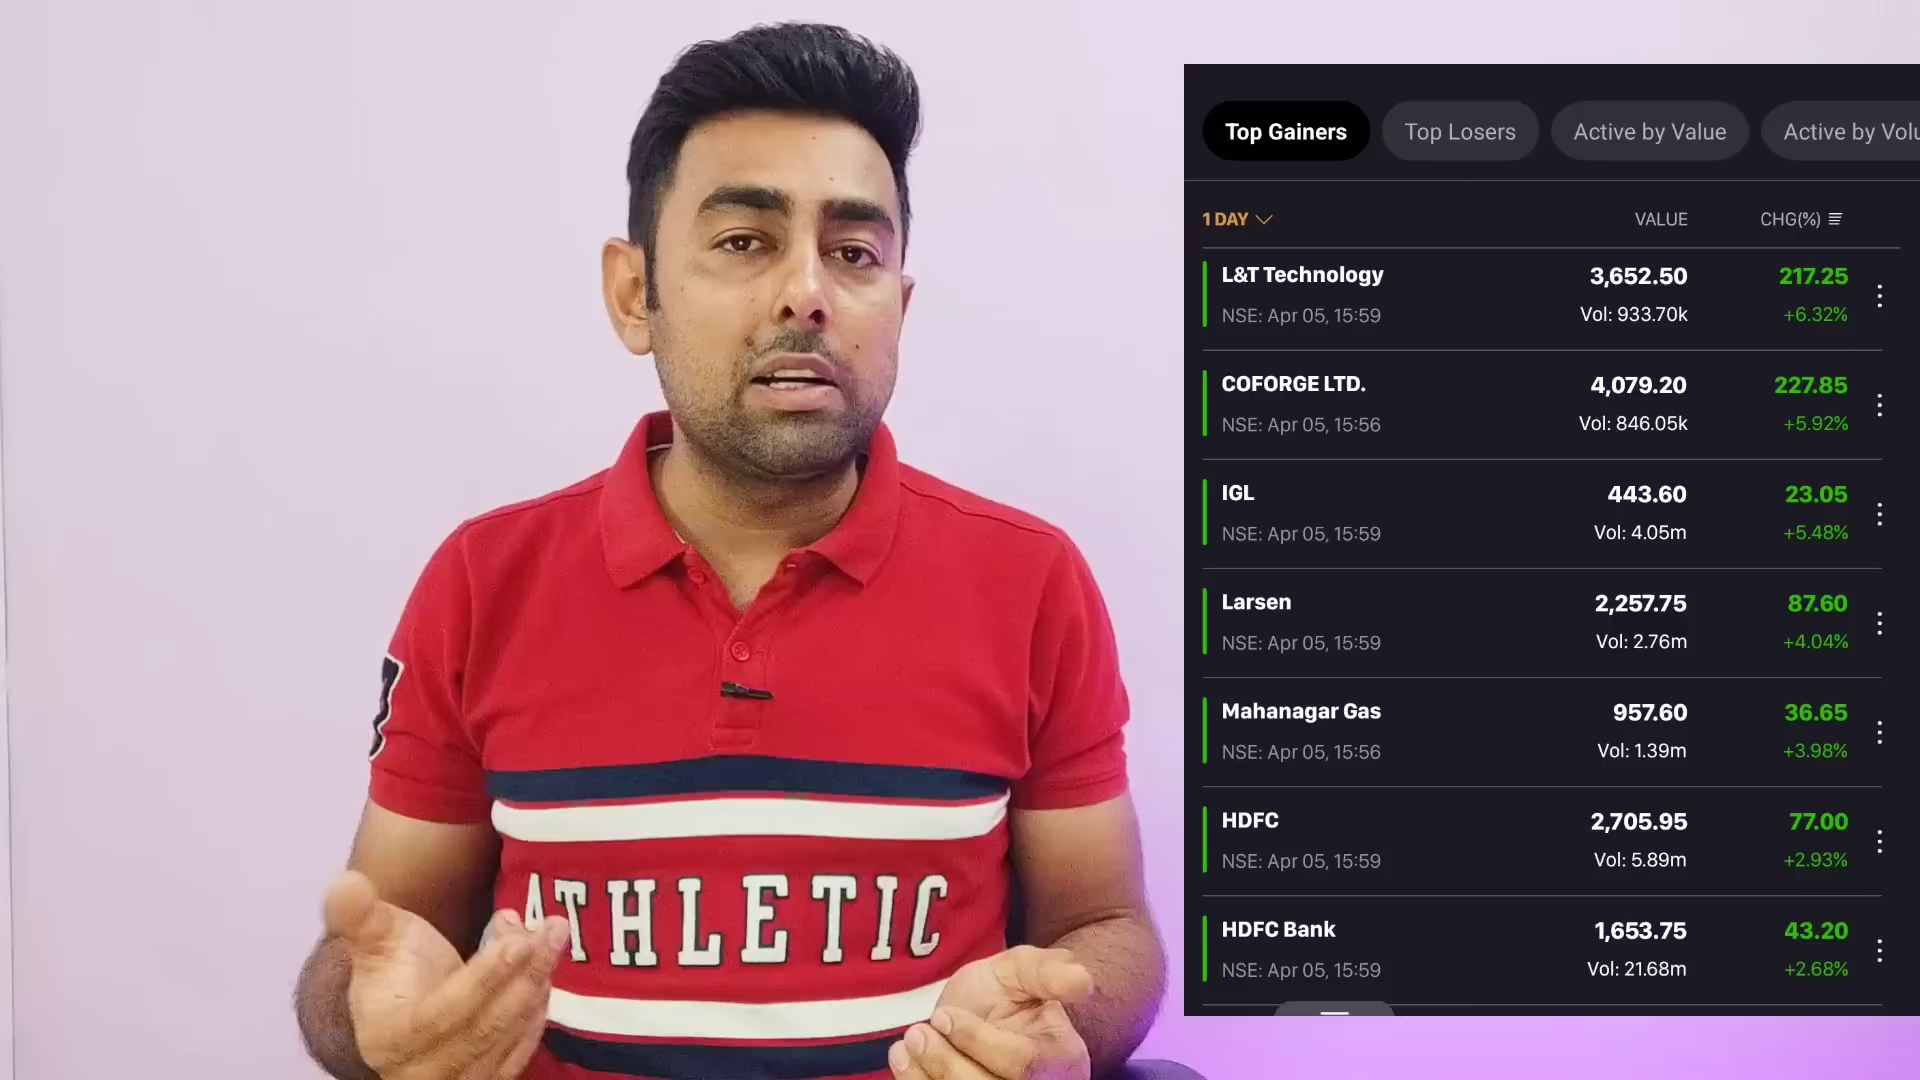 Top Gainers
Top Losers
Active by Value
Active by Volu
1 DAY
VALUE
CHG(%)
L&T Technology
3,652.50
217.25
NSE: Apr 05, 15:59
Vol: 933.70k
+6.32%
COFORGE LTD.
4,079.20
227.85
NSE: Apr 05, 15:56
Vol: 846.05k
+5.92%
IGL
443.60
23.05
NSE: Apr 05, 15:59
Vol: 4.05m
+5.48%
Larsen
2,257.75
87.60
NSE: Apr 05, 15:59
Vol: 2.76m
+4.04%
Mahanagar Gas
957.60
36.65
NSE: Apr 05, 15:56
Vol: 1.39m
+3.98%
HDFC
2,705.95
77.00
NSE: Apr 05, 15:59
Vol: 5.89m
+2.93%
HDFC Bank
1,653.75
43.20
NSE: Apr 05, 15:59
Vol: 21.68m
+2.68%
ATHLETIC